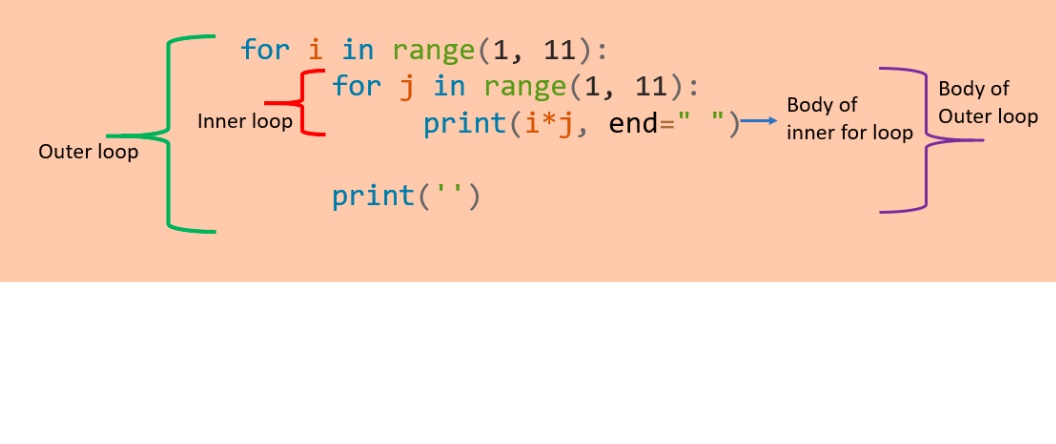 for i in range(1, 11):
for j in range(1, 11):
print(i*j, end=" ")
print('')
Outer loop
Inner loop
Body of
inner for loop
Body of
Outer loop